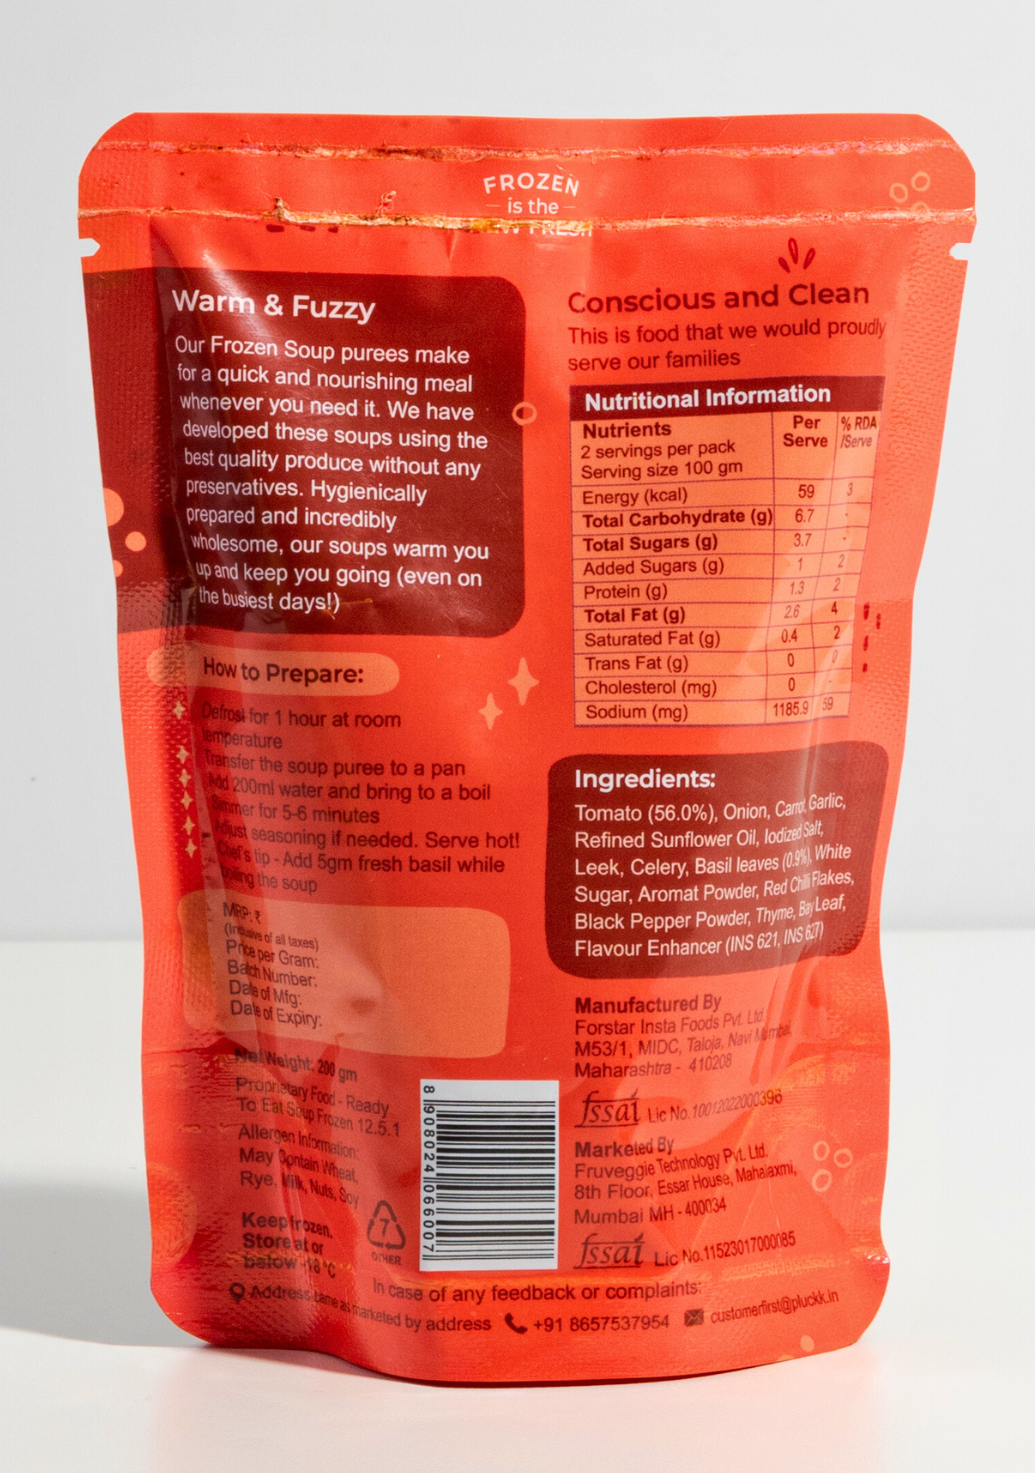 FROZEN
is the
Warm & Fuzzy
Our Frozen Soup purees make
for a quick and nourishing meal
whenever you need it. We have
developed these soups using the
best quality produce without any
preservatives. Hygienically
prepared and incredibly
wholesome, our soups warm you
up and keep you going (even on
the busiest days!)
How to Prepare:
Defrost for 1 hour at room
temperature
Transfer the soup puree to a pan
Add 200ml water and bring to a boil
Simmer for 5-6 minutes
Adjust seasoning if needed. Serve hot!
Chef's tip - Add 5gm fresh basil while
boiling the soup
MRP: ₹
(Inclusive of all taxes)
Price per Gram:
Batch Number:
Date of Mfg:
Date of Expiry:
Net Weight: 200 gm
Proprietary Food - Ready
To Eat Soup Frozen 12.5.1
Allergen Information:
May Contain Wheat,
Rye, Milk, Nuts, Soy
Keep frozen.
Store at or
below -18 °C
7
OTHER
8 908024 066007
Conscious and Clean
This is food that we would proudly
serve our families
Nutritional Information
Nutrients Per Serve % RDA /Serve
2 servings per pack
Serving size 100 gm
Energy (kcal) 59 3
Total Carbohydrate (g) 6.7 -
Total Sugars (g) 3.7 -
Added Sugars (g) 1 2
Protein (g) 1.3 2
Total Fat (g) 2.6 4
Saturated Fat (g) 0.4 2
Trans Fat (g) 0 0
Cholesterol (mg) 0 -
Sodium (mg) 1185.9 59
Ingredients:
Tomato (56.0%), Onion, Carrot, Garlic,
Refined Sunflower Oil, Iodized Salt,
Leek, Celery, Basil leaves (0.9%), White
Sugar, Aromat Powder, Red Chilli Flakes,
Black Pepper Powder, Thyme, Bay Leaf,
Flavour Enhancer (INS 621, INS 627)
Manufactured By
Forstar Insta Foods Pvt. Ltd.
M53/1, MIDC, Taloja, Navi Mumbai,
Maharashtra - 410208
fssai Lic No.10012022000396
Marketed By
Fruveggie Technology Pvt. Ltd.
8th Floor, Essar House, Mahalaxmi,
Mumbai MH - 400034
fssai Lic No.11523017000085
In case of any feedback or complaints:
Address same as marketed by address +91 8657537954 customerfirst@pluckk.in